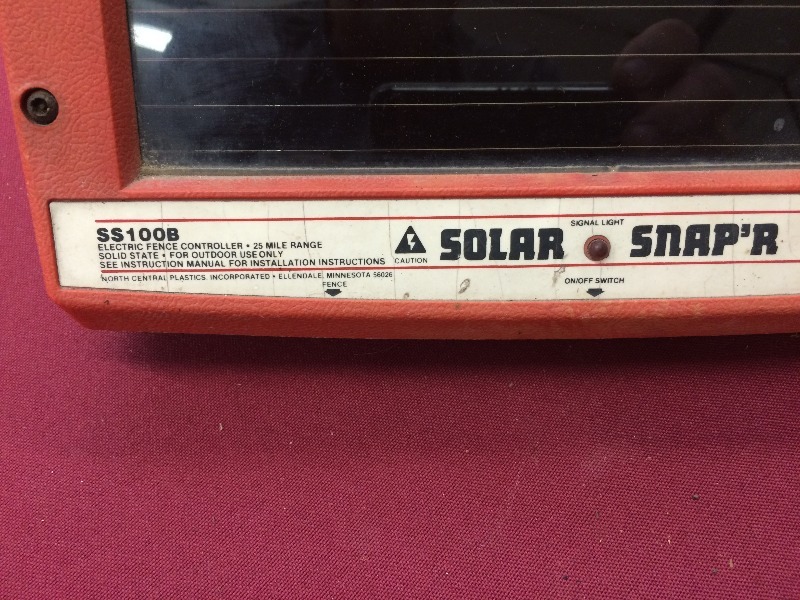 SS100B
ELECTRIC FENCE CONTROLLER • 25 MILE RANGE
SOLID STATE • FOR OUTDOOR USE ONLY
SEE INSTRUCTION MANUAL FOR INSTALLATION INSTRUCTIONS
NORTH CENTRAL PLASTICS, INCORPORATED • ELLENDALE, MINNESOTA 56026
FENCE
CAUTION
SOLAR
SIGNAL LIGHT
SNAP'R
ON/OFF SWITCH